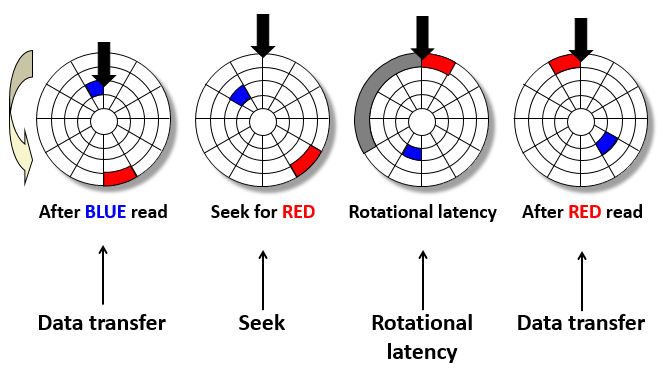 After BLUE read
Seek for RED
Rotational latency
After RED read
Data transfer
Seek
Rotational
latency
Data transfer